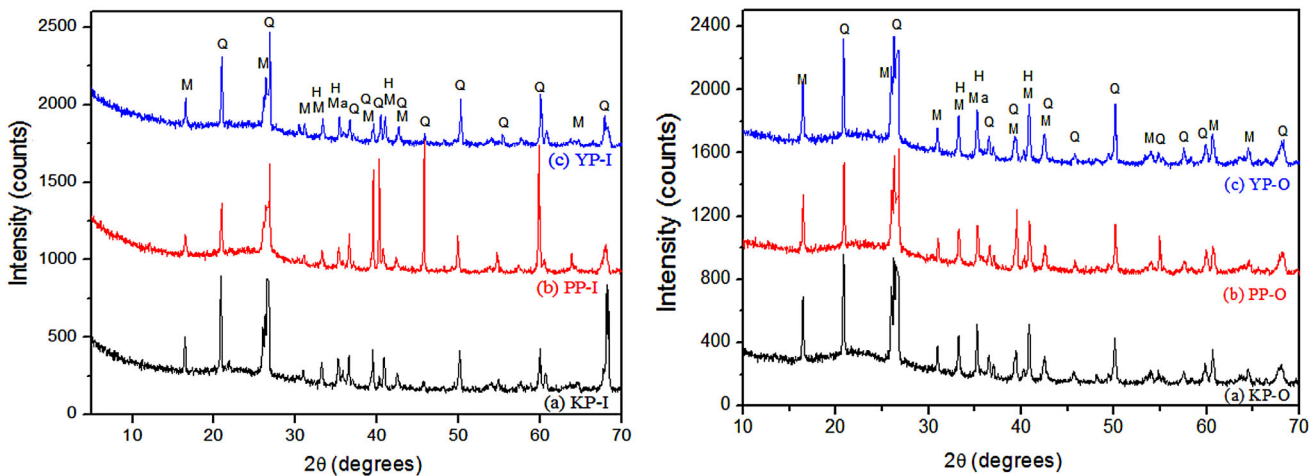 Intensity (counts)
2500
2000
1500
1000
500
0
M
Q
M
Q
M
H
M
H
M a
Q
Q
M
Q
H
M
Q
M
Q
Q
Q
Q
M
Q
(c) YP-I
(b) PP-I
(a) KP-I
10 20 30 40 50 60 70
2θ (degrees)
Intensity (counts)
2400
2000
1600
1200
800
400
0
M
Q
M
Q
M
H
M
H
M a
Q
Q
M
H
M
Q
M
Q
Q
M
Q
Q
Q
M
M
Q
(c) YP-O
(b) PP-O
(a) KP-O
10 20 30 40 50 60 70
2θ (degrees)